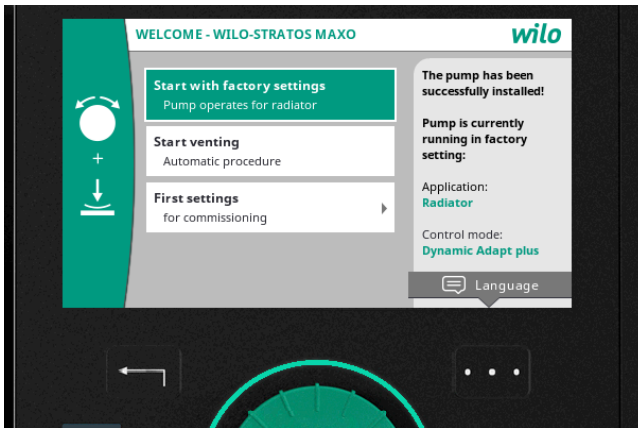 WELCOME - WILO-STRATOS MAXO
wilo
Start with factory settings
Pump operates for radiator
Start venting
Automatic procedure
First settings
for commissioning
+
The pump has been
successfully installed!
Pump is currently
running in factory
setting:
Application:
Radiator
Control mode:
Dynamic Adapt plus
Language